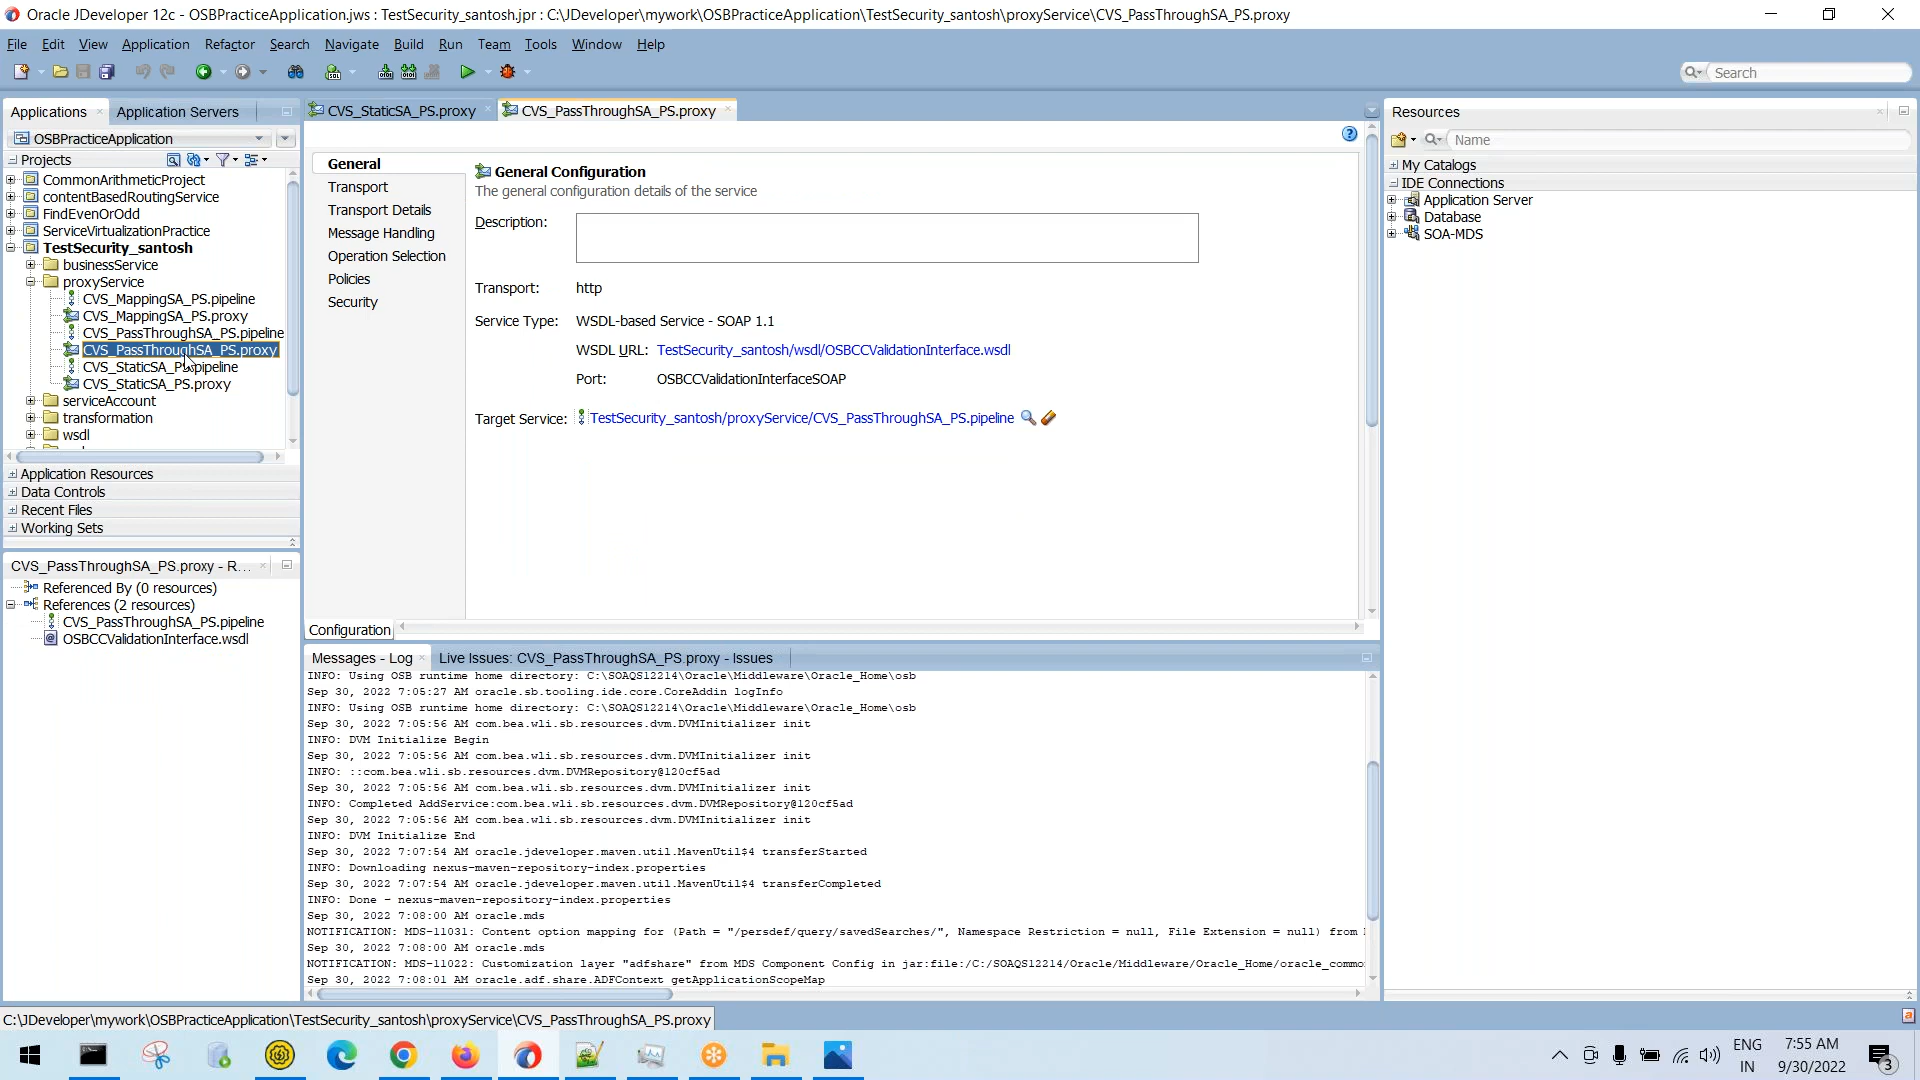 Oracle JDeveloper 12c - OSBPracticeApplication.jws : TestSecurity_santosh.jpr : C:\JDeveloper\mywork\OSBPracticeApplication\TestSecurity_santosh\proxyService\CVS_PassThroughSA_PS.proxy
File Edit View Application Refactor Search Navigate Build Run Team Tools Window Help
Search
Applications Application Servers
OSBPracticeApplication
Projects
CommonArithmeticProject
contentBasedRoutingService
FindEvenOrOdd
ServiceVirtualizationPractice
TestSecurity_santosh
businessService
proxyService
CVS_MappingSA_PS.pipeline
CVS_MappingSA_PS.proxy
CVS_PassThroughSA_PS.pipeline
CVS_PassThroughSA_PS.proxy
CVS_StaticSA_PS.pipeline
CVS_StaticSA_PS.proxy
serviceAccount
transformation
wsdl
Application Resources
Data Controls
Recent Files
Working Sets
CVS_PassThroughSA_PS.proxy - R...
Referenced By (0 resources)
References (2 resources)
CVS_PassThroughSA_PS.pipeline
OSBCCValidationInterface.wsdl
CVS_StaticSA_PS.proxy CVS_PassThroughSA_PS.proxy
General
Transport
Transport Details
Message Handling
Operation Selection
Policies
Security
General Configuration
The general configuration details of the service
Description:
Transport: http
Service Type: WSDL-based Service - SOAP 1.1
WSDL URL: TestSecurity_santosh/wsdl/OSBCCValidationInterface.wsdl
Port: OSBCCValidationInterfaceSOAP
Target Service: TestSecurity_santosh/proxyService/CVS_PassThroughSA_PS.pipeline
Configuration
Messages - Log Live Issues: CVS_PassThroughSA_PS.proxy - Issues
INFO: Using OSB runtime home directory: C:\SOAQS12214\Oracle\Middleware\Oracle_Home\osb
Sep 30, 2022 7:05:27 AM oracle.sb.tooling.ide.core.CoreAddin logInfo
INFO: Using OSB runtime home directory: C:\SOAQS12214\Oracle\Middleware\Oracle_Home\osb
Sep 30, 2022 7:05:56 AM com.bea.wli.sb.resources.dvm.DVMInitializer init
INFO: DVM Initialize Begin
Sep 30, 2022 7:05:56 AM com.bea.wli.sb.resources.dvm.DVMInitializer init
INFO: ::com.bea.wli.sb.resources.dvm.DVMRepository@120cf5ad
Sep 30, 2022 7:05:56 AM com.bea.wli.sb.resources.dvm.DVMInitializer init
INFO: Completed AddService:com.bea.wli.sb.resources.dvm.DVMRepository@120cf5ad
Sep 30, 2022 7:05:56 AM com.bea.wli.sb.resources.dvm.DVMInitializer init
INFO: DVM Initialize End
Sep 30, 2022 7:07:54 AM oracle.jdeveloper.maven.util.MavenUtil$4 transferStarted
INFO: Downloading nexus-maven-repository-index.properties
Sep 30, 2022 7:07:54 AM oracle.jdeveloper.maven.util.MavenUtil$4 transferCompleted
INFO: Done - nexus-maven-repository-index.properties
Sep 30, 2022 7:08:00 AM oracle.mds
NOTIFICATION: MDS-11031: Content option mapping for (Path = "/persdef/query/savedSearches/", Namespace Restriction = null, File Extension = null) from
Sep 30, 2022 7:08:00 AM oracle.mds
NOTIFICATION: MDS-11022: Customization layer "adfshare" from MDS Component Config in jar:file:/C:/SOAQS12214/Oracle/Middleware/Oracle_Home/oracle_commo
Sep 30, 2022 7:08:01 AM oracle.adf.share.ADFContext getApplicationScopeMap
Resources
Name
My Catalogs
IDE Connections
Application Server
Database
SOA-MDS
C:\JDeveloper\mywork\OSBPracticeApplication\TestSecurity_santosh\proxyService\CVS_PassThroughSA_PS.proxy
ENG
IN
7:55 AM
9/30/2022
3